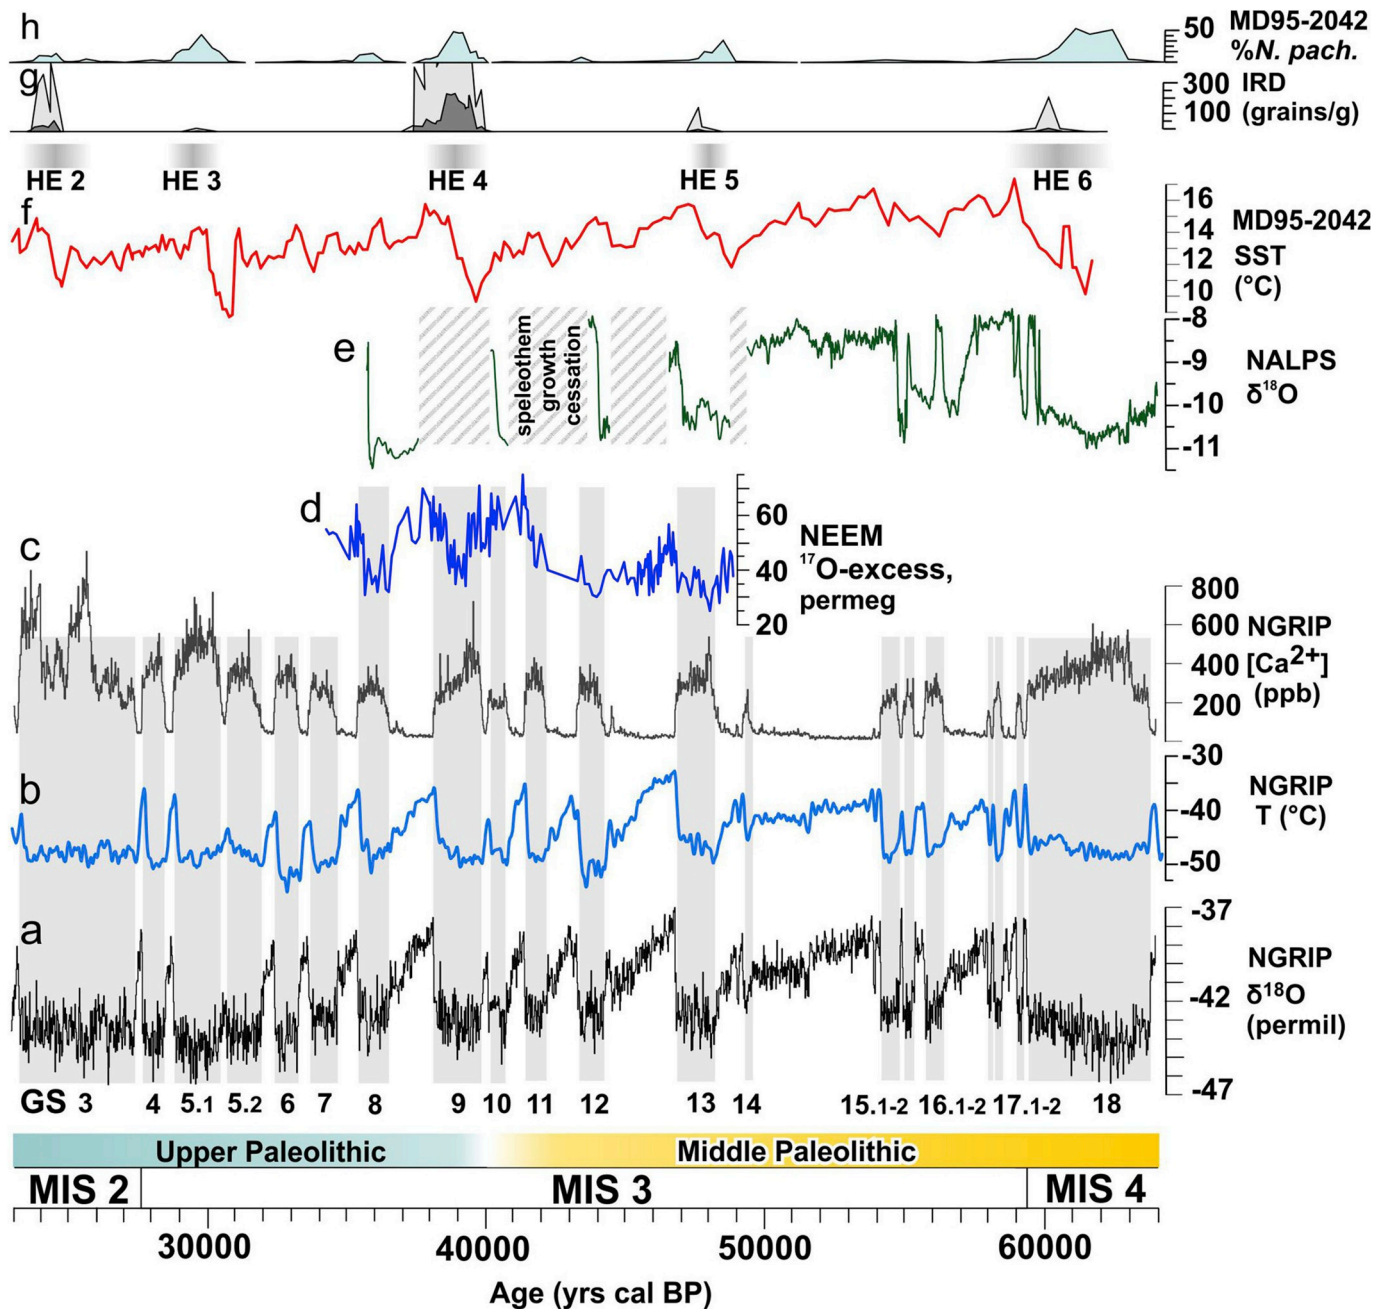 h
50
MD95-2042
%N. pach.
g
300
100
IRD
(grains/g)
HE 2
HE 3
HE 4
HE 5
HE 6
f
16
14
12
10
MD95-2042
SST
(°C)
e
speleothem
growth
cessation
-8
-9
-10
-11
NALPS
δ¹⁸O
d
60
40
20
NEEM
¹⁷O-excess,
permeg
c
800
600
400
200
NGRIP
[Ca²⁺]
(ppb)
b
-30
-40
-50
NGRIP
T (°C)
a
-37
-42
-47
NGRIP
δ¹⁸O
(permil)
GS 3 4 5.1 5.2 6 7 8 9 10 11 12 13 14 15.1-2 16.1-2 17.1-2 18
Upper Paleolithic Middle Paleolithic
MIS 2 MIS 3 MIS 4
30000 40000 50000 60000
Age (yrs cal BP)